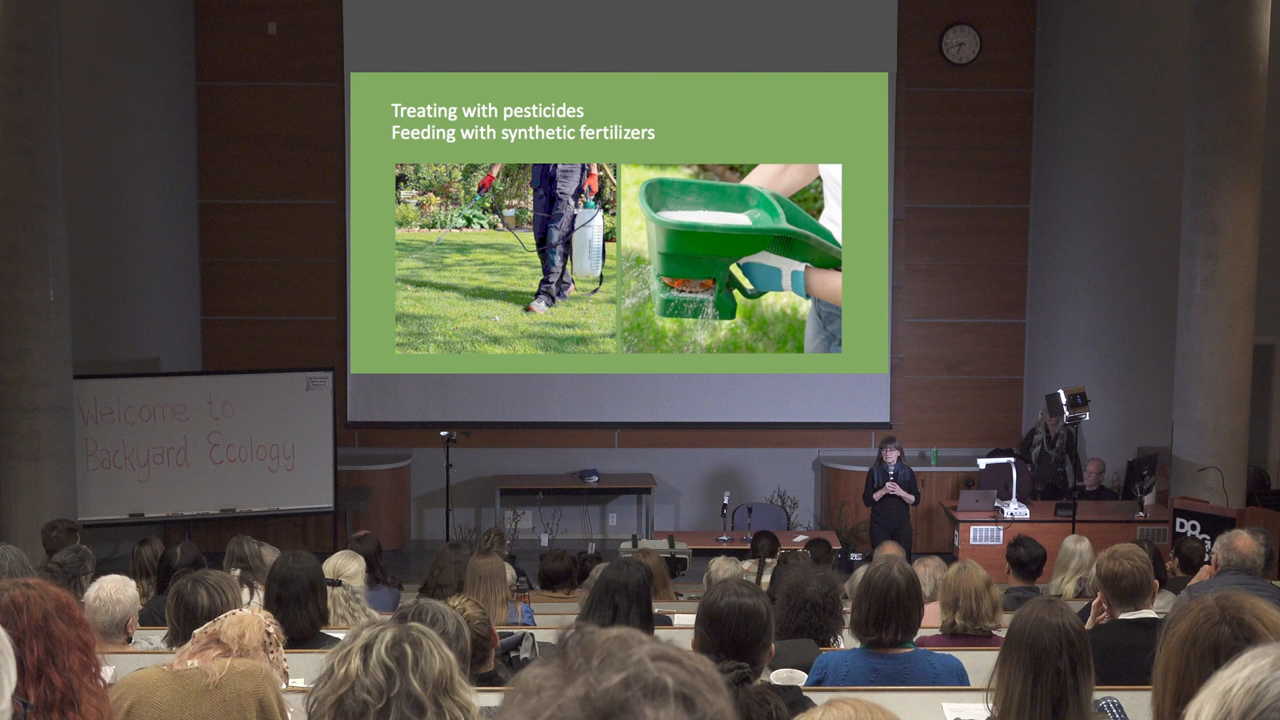 Treating with pesticides
Feeding with synthetic fertilizers
Welcome to
Backyard Ecology